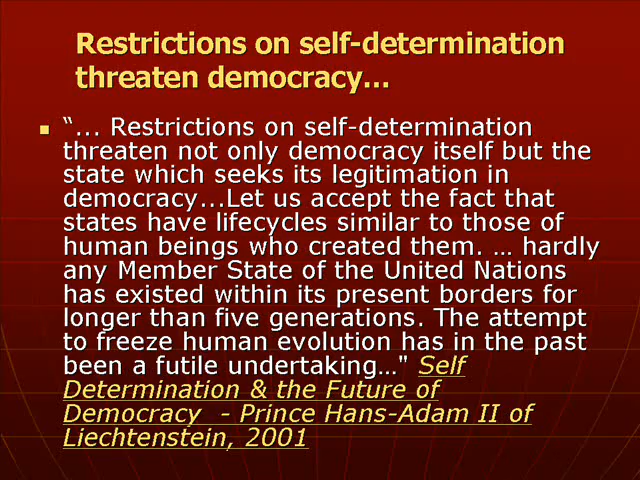 Restrictions on self-determination
threaten democracy...
“... Restrictions on self-determination
threaten not only democracy itself but the
state which seeks its legitimation in
democracy...Let us accept the fact that
states have lifecycles similar to those of
human beings who created them. … hardly
any Member State of the United Nations
has existed within its present borders for
longer than five generations. The attempt
to freeze human evolution has in the past
been a futile undertaking…" Self
Determination & the Future of
Democracy  - Prince Hans-Adam II of
Liechtenstein, 2001